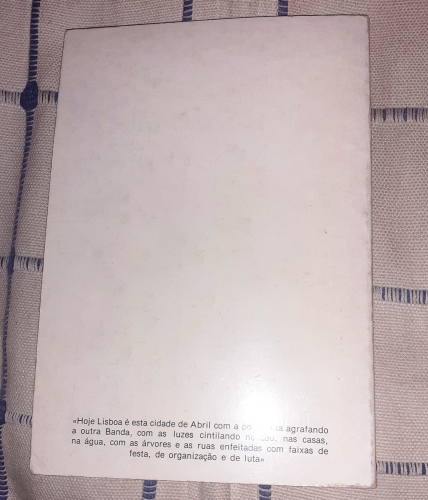 «Hoje Lisboa é esta cidade de Abril com a agrafando
a outra Banda, com as luzes cintilando no nas casas,
na água, com as árvores e as ruas enfeitadas com faixas de
festa, de organização e de luta»